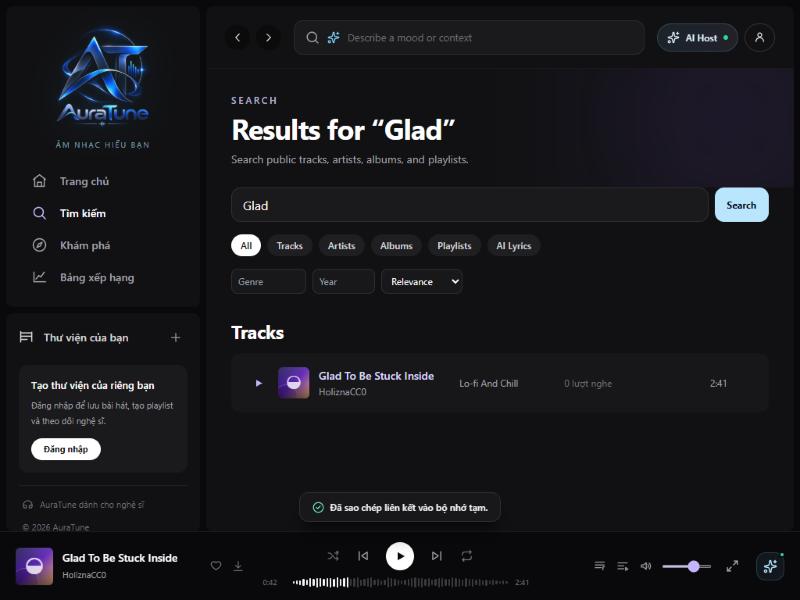 AuraTune
ÂM NHẠC HIỂU BẠN
Trang chủ
Tìm kiếm
Khám phá
Bảng xếp hạng
Thư viện của bạn
Tạo thư viện của riêng bạn
Đăng nhập để lưu bài hát, tạo playlist
và theo dõi nghệ sĩ.
Đăng nhập
AuraTune dành cho nghệ sĩ
© 2026 AuraTune
Describe a mood or context
AI Host
SEARCH
Results for “Glad”
Search public tracks, artists, albums, and playlists.
Glad
Search
All
Tracks
Artists
Albums
Playlists
AI Lyrics
Genre
Year
Relevance
Tracks
Glad To Be Stuck Inside
HoliznaCC0
Lo-fi And Chill
0 lượt nghe
2:41
Đã sao chép liên kết vào bộ nhớ tạm.
Glad To Be Stuck Inside
HoliznaCC0
0:42
2:41